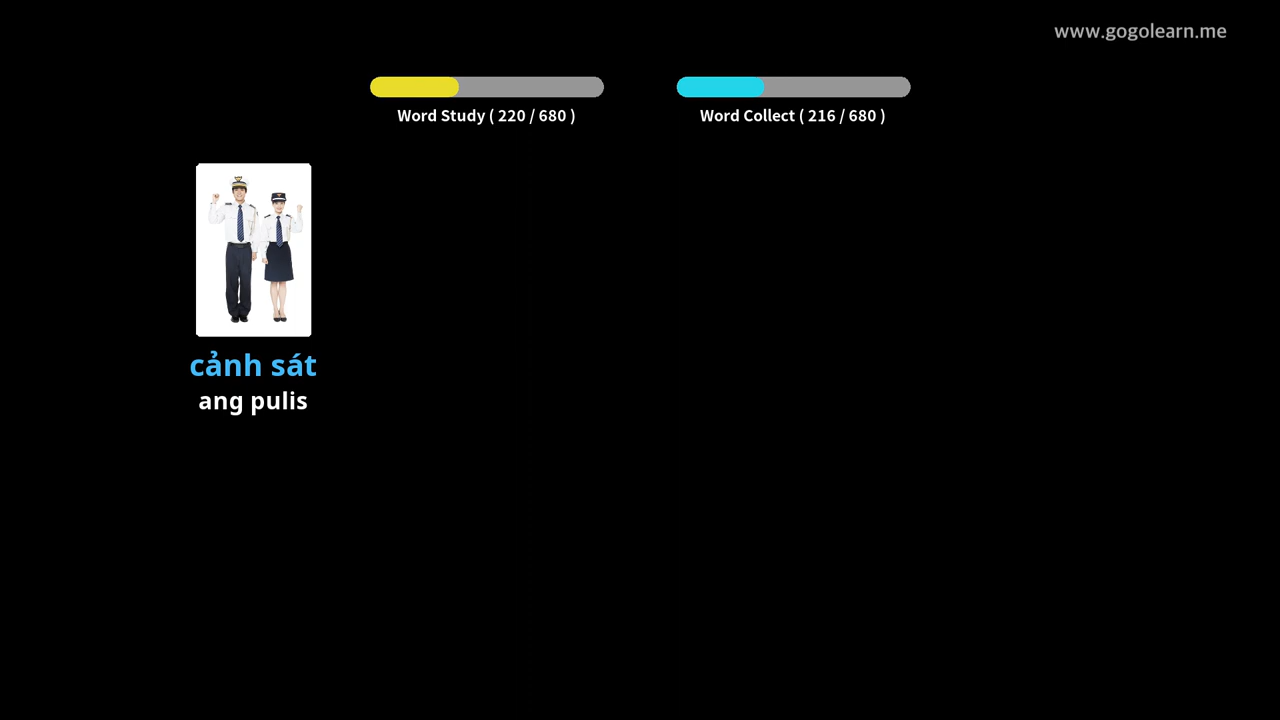 www.gogolearn.me
Word Study ( 220 / 680 )
Word Collect ( 216 / 680 )
cảnh sát
ang pulis